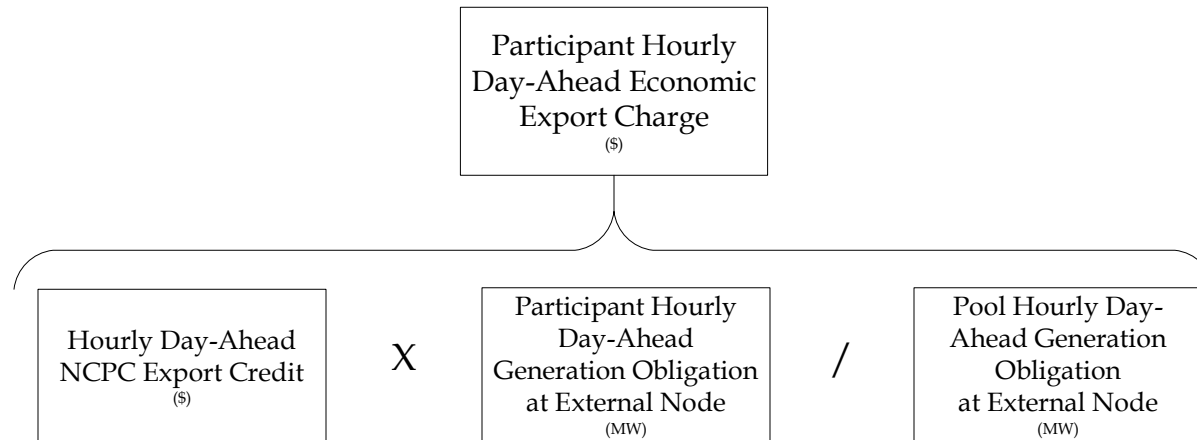 Participant Hourly
Day-Ahead Economic
Export Charge
($)
Hourly Day-Ahead
NCPC Export Credit
($)
X
Participant Hourly
Day-Ahead
Generation Obligation
at External Node
(MW)
/
Pool Hourly Day-
Ahead Generation
Obligation
at External Node
(MW)